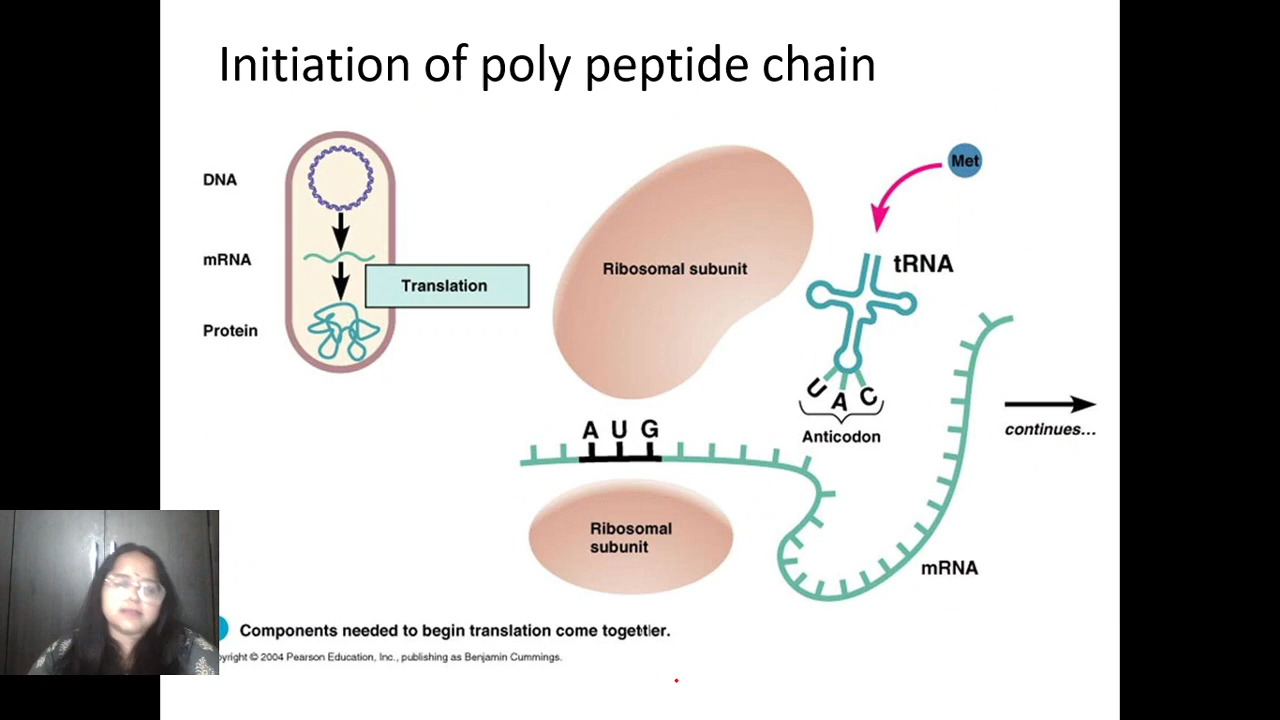 Initiation of poly peptide chain
DNA
mRNA
Protein
Translation
Ribosomal subunit
Met
tRNA
U A C
Anticodon
continues...
A U G
Ribosomal
subunit
mRNA
Components needed to begin translation come together.
yright © 2004 Pearson Education, Inc., publishing as Benjamin Cummings.